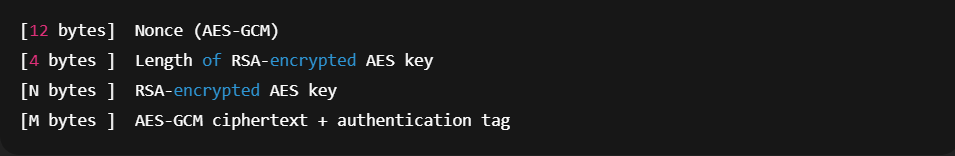 [12 bytes]  Nonce (AES-GCM)
[4 bytes ]  Length of RSA-encrypted AES key
[N bytes ]  RSA-encrypted AES key
[M bytes ]  AES-GCM ciphertext + authentication tag